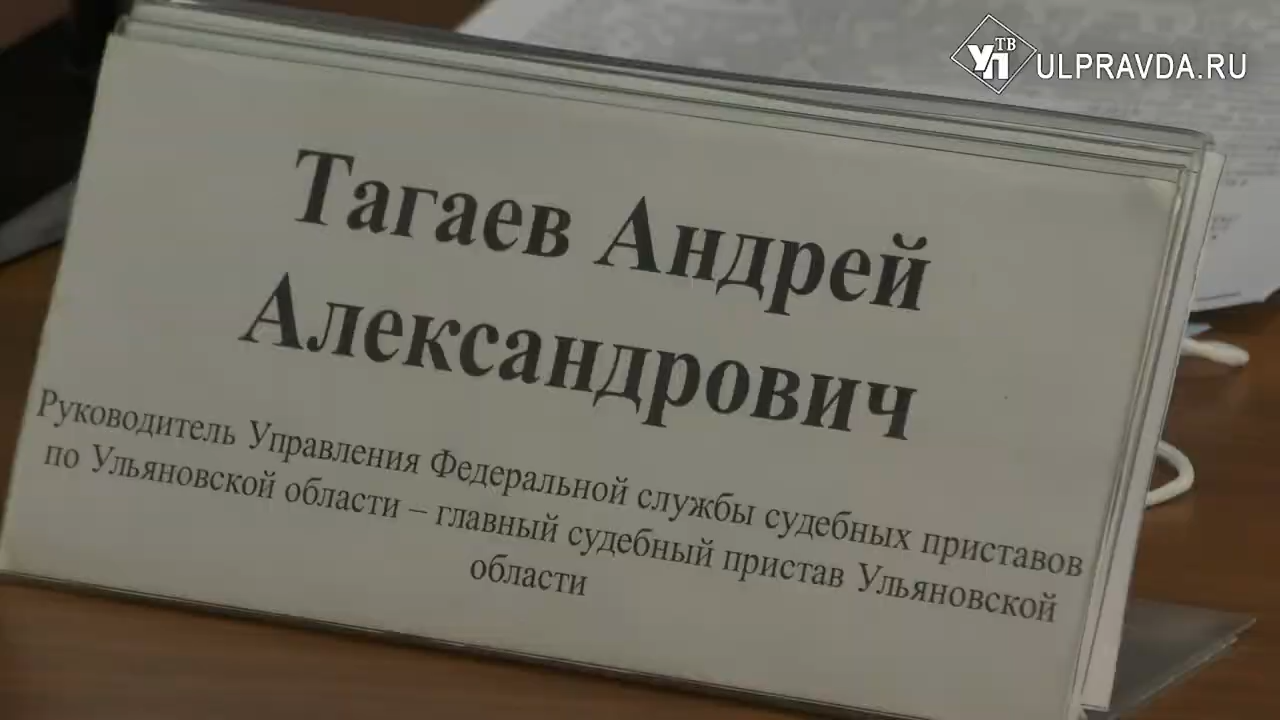 УП ТВ ULPRAVDA.RU
Тагаев Андрей
Александрович
Руководитель Управления Федеральной службы судебных приставов
по Ульяновской области – главный судебный пристав Ульяновской
области